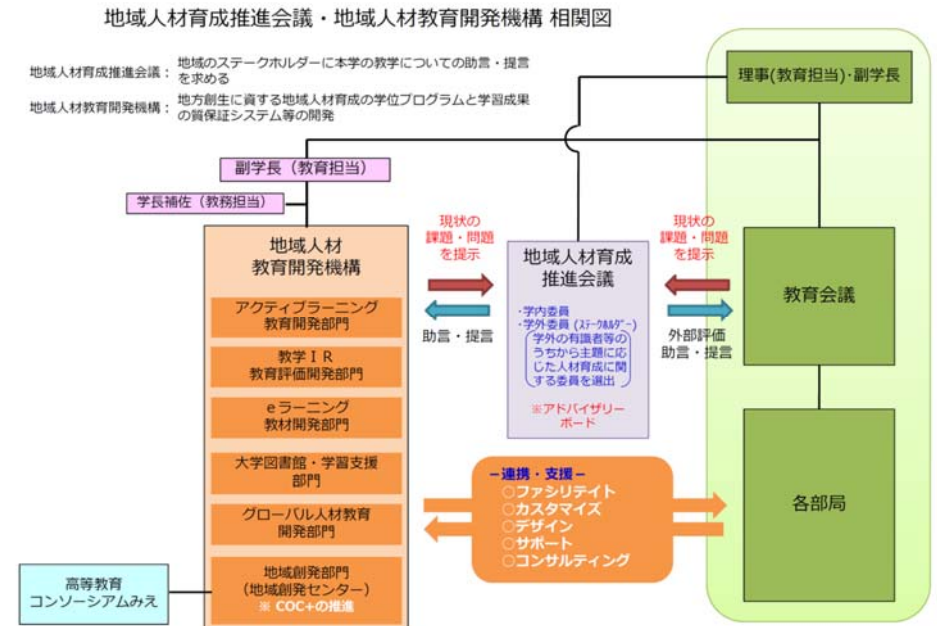 地域人材育成推進会議・地域人材教育開発機構 相関図
地域人材育成推進会議： 地域のステークホルダーに本学の教学についての助言・提言
を求める
地域人材教育開発機構： 地方創生に資する地域人材育成の学位プログラムと学習成果
の質保証システム等の開発
理事(教育担当)・副学長
副学長（教育担当）
学長補佐（教務担当）
地域人材
教育開発機構
アクティブラーニング
教育開発部門
教学ＩＲ
教育評価開発部門
eラーニング
教材開発部門
大学図書館・学習支援
部門
グローバル人材教育
開発部門
地域創発部門
(地域創発センター)
※ COC+の推進
高等教育
コンソーシアムみえ
現状の
課題・問題
を提示
助言・提言
地域人材育成
推進会議
・学内委員
・学外委員 (ｽﾃｰｸﾎﾙﾀﾞｰ)
学外の有識者等の
うちから主題に応
じた人材育成に関
する委員を選出
※アドバイザリー
ボード
現状の
課題・問題
を提示
外部評価
助言・提言
教育会議
各部局
－連携・支援－
○ファシリテイト
○カスタマイズ
○デザイン
○サポート
○コンサルティング